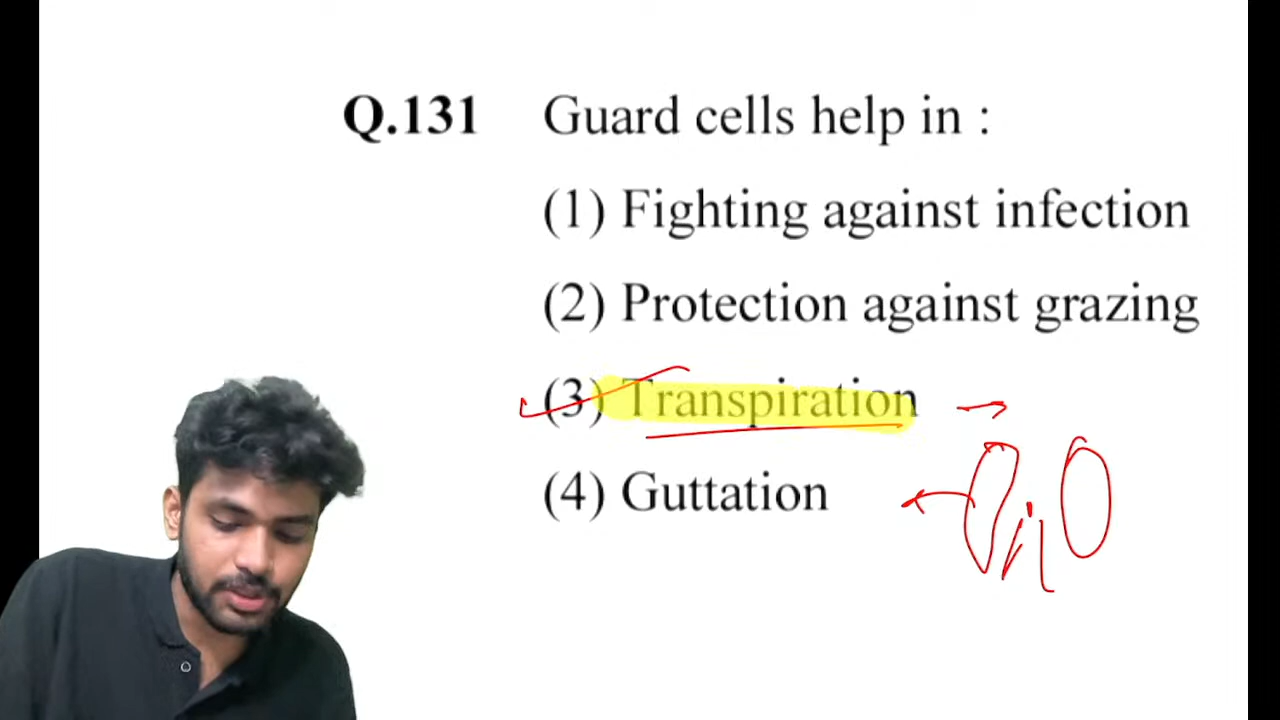 Q.131 Guard cells help in :
(1) Fighting against infection
(2) Protection against grazing
(3) Transpiration
(4) Guttation